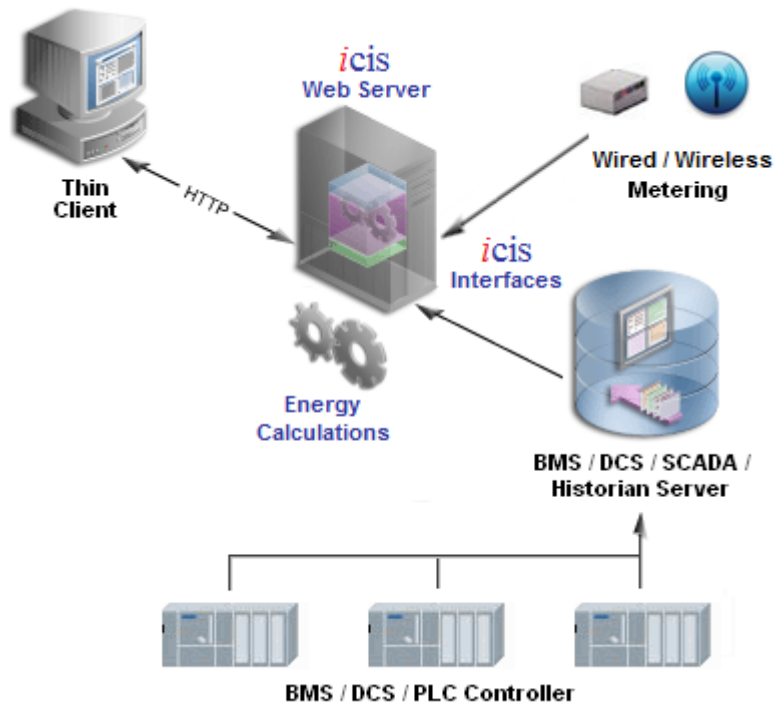 icis
Web Server
Wired / Wireless
Metering
Thin
Client
HTTP
icis
Interfaces
Energy
Calculations
BMS / DCS / SCADA /
Historian Server
BMS / DCS / PLC Controller